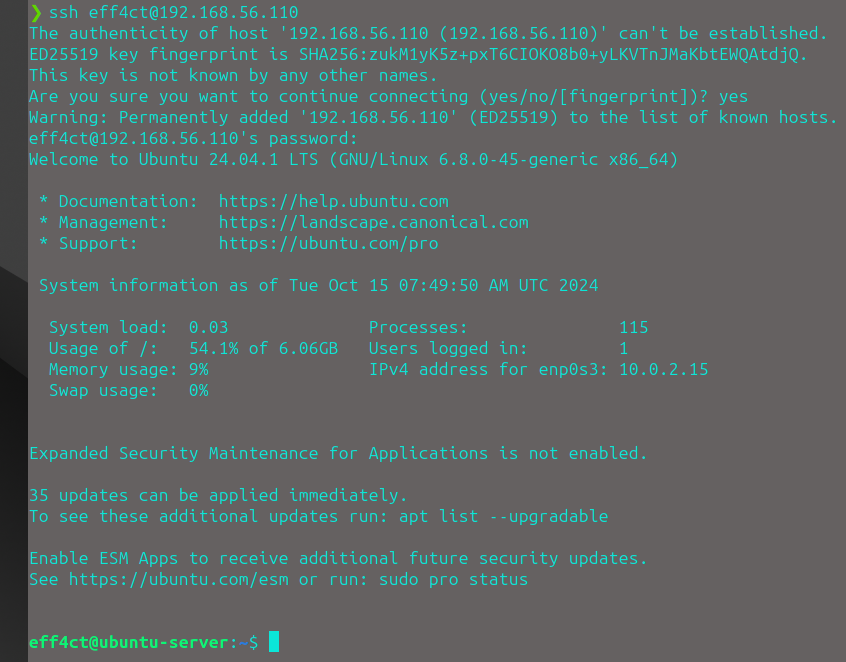 ❯ ssh eff4ct@192.168.56.110
The authenticity of host '192.168.56.110 (192.168.56.110)' can't be established.
ED25519 key fingerprint is SHA256:zukM1yK5z+pxT6CIOKO8b0+yLKVTnJMaKbtEWQAtdjQ.
This key is not known by any other names.
Are you sure you want to continue connecting (yes/no/[fingerprint])? yes
Warning: Permanently added '192.168.56.110' (ED25519) to the list of known hosts.
eff4ct@192.168.56.110's password:
Welcome to Ubuntu 24.04.1 LTS (GNU/Linux 6.8.0-45-generic x86_64)
 * Documentation:  https://help.ubuntu.com
 * Management:     https://landscape.canonical.com
 * Support:        https://ubuntu.com/pro
 System information as of Tue Oct 15 07:49:50 AM UTC 2024
  System load:  0.03              Processes:               115
  Usage of /:   54.1% of 6.06GB   Users logged in:         1
  Memory usage: 9%                IPv4 address for enp0s3: 10.0.2.15
  Swap usage:   0%
Expanded Security Maintenance for Applications is not enabled.
35 updates can be applied immediately.
To see these additional updates run: apt list --upgradable
Enable ESM Apps to receive additional future security updates.
See https://ubuntu.com/esm or run: sudo pro status
eff4ct@ubuntu-server:~$